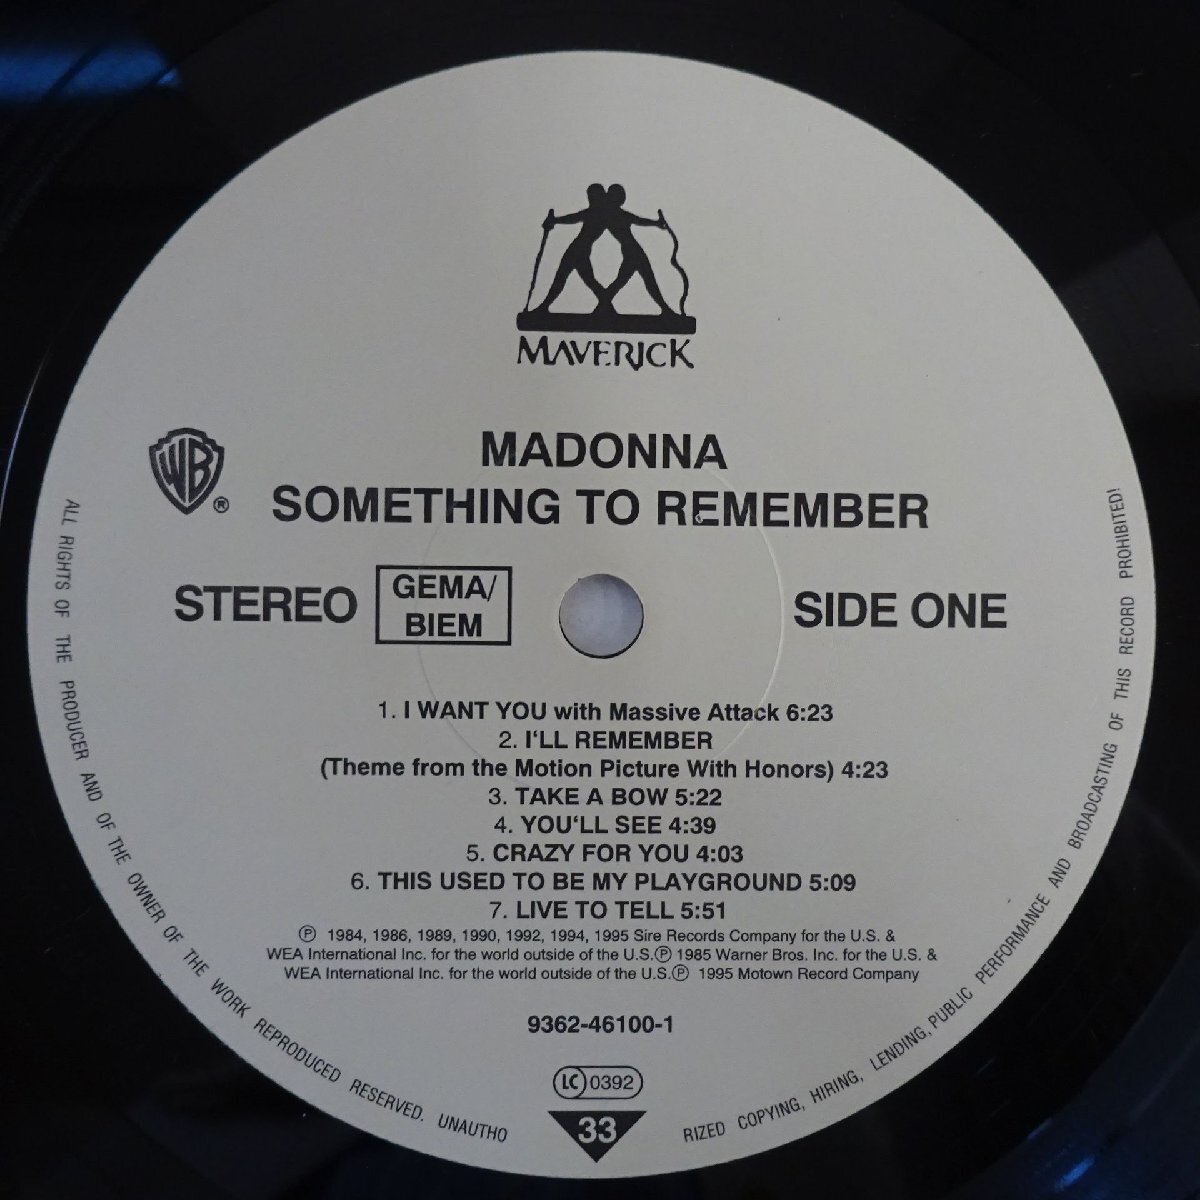 MAVERICK
WB ®
MADONNA
SOMETHING TO REMEMBER
STEREO
GEMA/
BIEM
SIDE ONE
1. I WANT YOU with Massive Attack 6:23
2. I'LL REMEMBER
(Theme from the Motion Picture With Honors) 4:23
3. TAKE A BOW 5:22
4. YOU'LL SEE 4:39
5. CRAZY FOR YOU 4:03
6. THIS USED TO BE MY PLAYGROUND 5:09
7. LIVE TO TELL 5:51
Ⓟ 1984, 1986, 1989, 1990, 1992, 1994, 1995 Sire Records Company for the U.S. &
WEA International Inc. for the world outside of the U.S.Ⓟ 1985 Warner Bros. Inc. for the U.S. &
WEA International Inc. for the world outside of the U.S.Ⓟ 1995 Motown Record Company
9362-46100-1
LC 0392
33
ALL RIGHTS OF THE PRODUCER AND OF THE OWNER OF THE WORK REPRODUCED RESERVED. UNAUTHO RIZED COPYING, HIRING, LENDING, PUBLIC PERFORMANCE AND BROADCASTING OF THIS RECORD PROHIBITED!